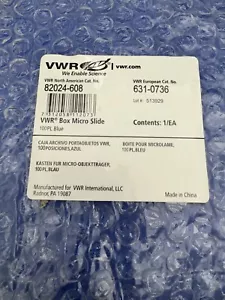 VWR | vwr.com
We Enable Science
VWR North American Cat. No.
82024-608
VWR European Cat. No.
631-0736
Lot #: 
Contents: 1/EA
VWR® Box Micro Slide
100PL,Blue
CAJA ARCHIVO PORTAOBJETOS VWR,
100POSICIONES,AZUL
BOITE POUR MICROLAME,
100PL,BLEU
KASTEN FUR MICRO-OBJEKTTRAGER,
100PL,BLAU
Manufactured for VWR International, LLC
Radnor, PA 19087
Made in China